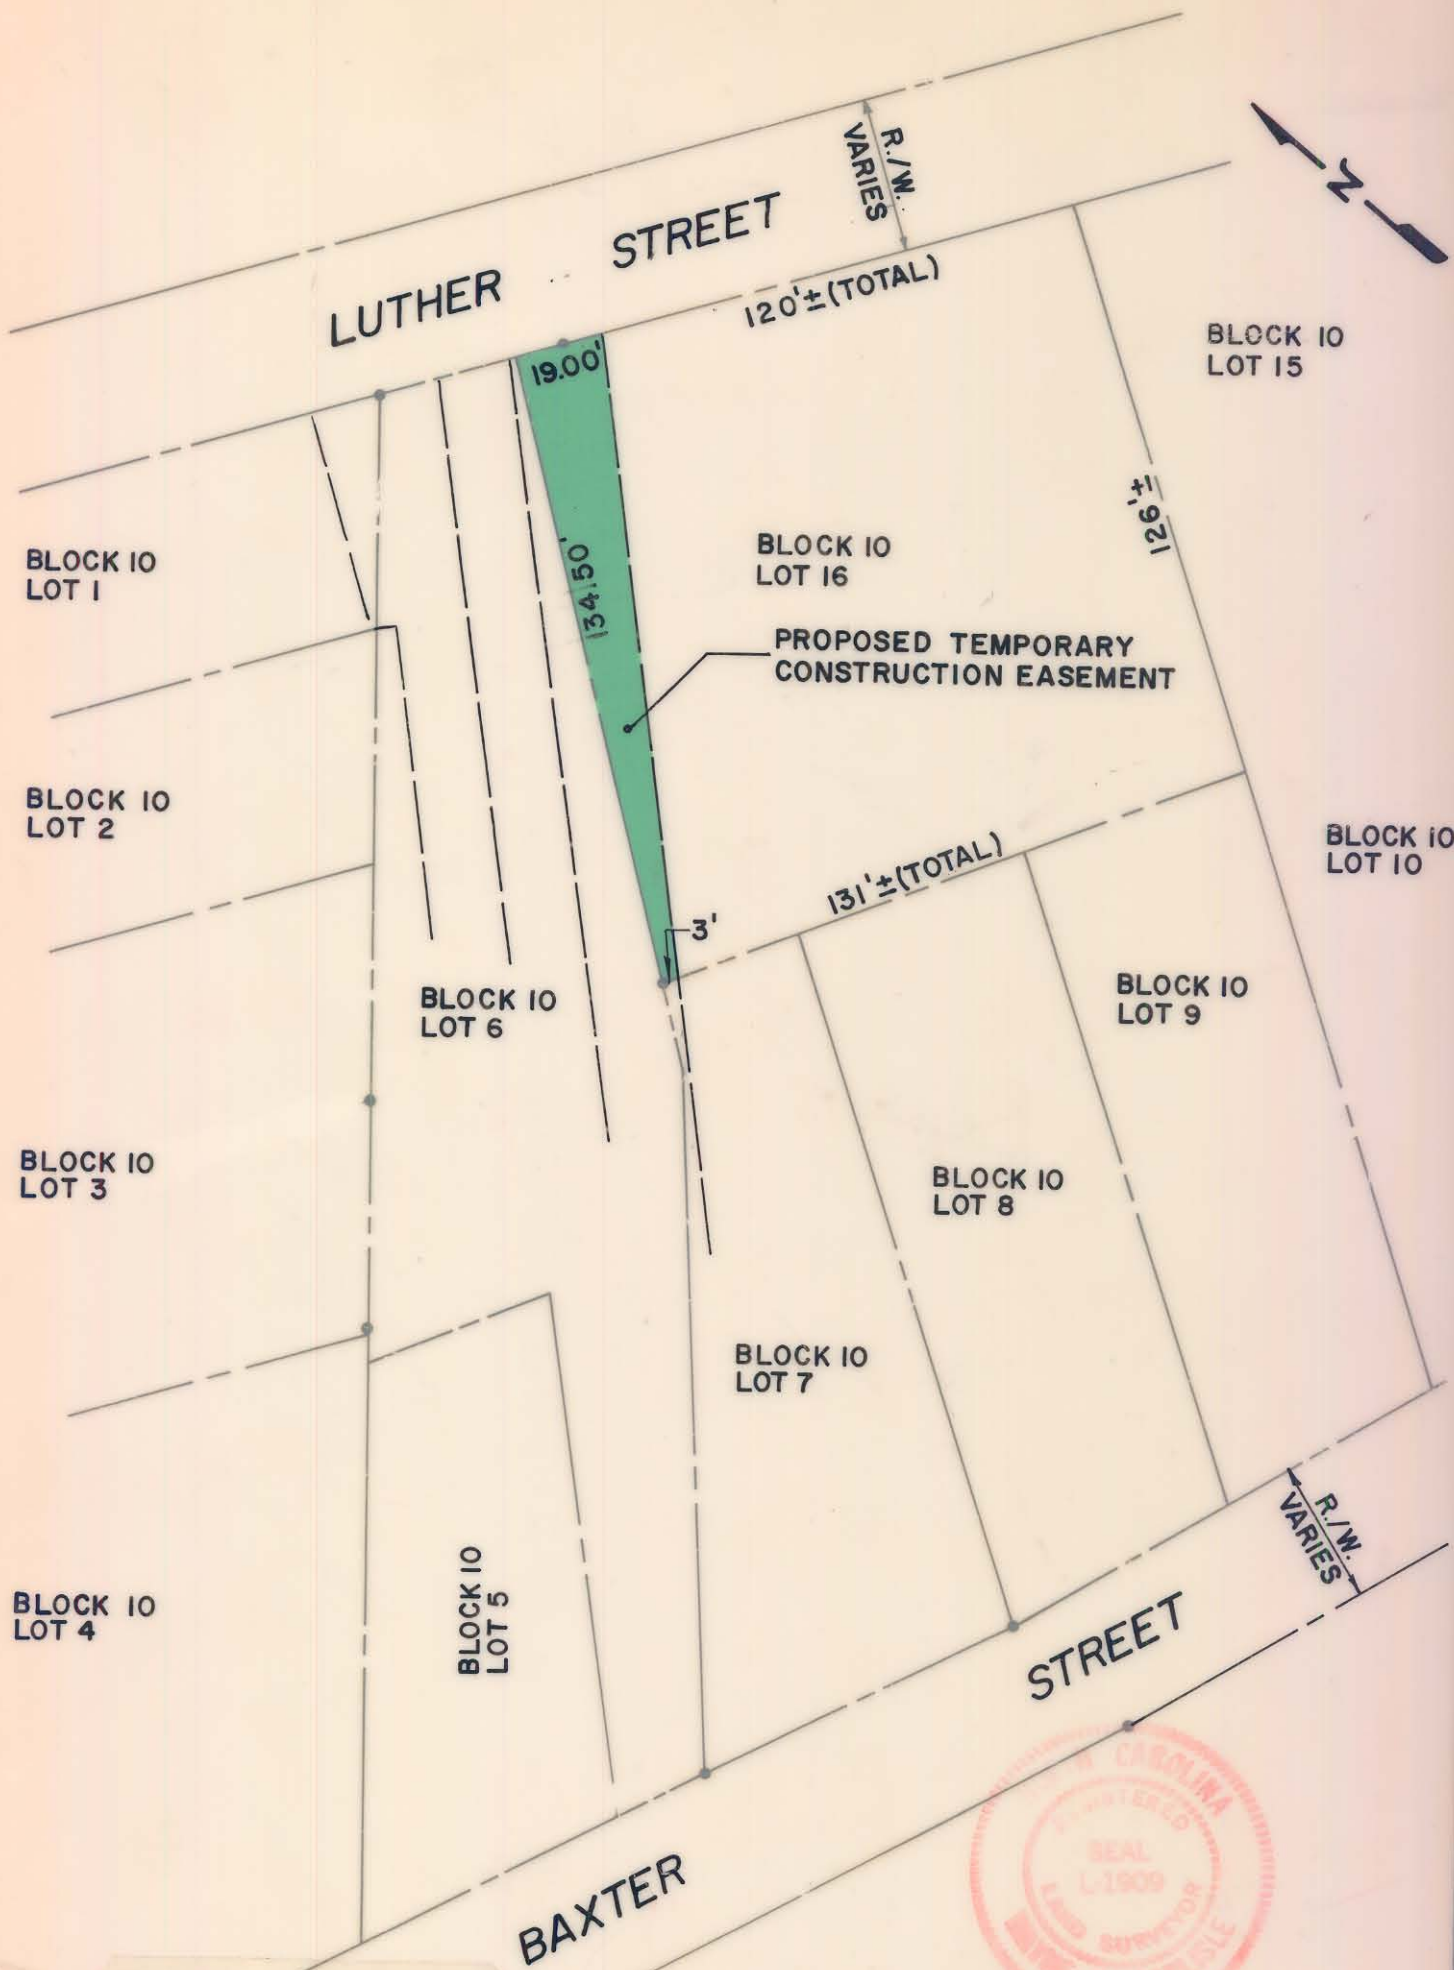 R./W.
VARIES
N
LUTHER STREET
120'±(TOTAL)
BLOCK 10
LOT 15
19.00'
126'±
134.50'
BLOCK 10
LOT 1
BLOCK 10
LOT 16
PROPOSED TEMPORARY
CONSTRUCTION EASEMENT
BLOCK 10
LOT 2
131'±(TOTAL)
BLOCK 10
LOT 10
3'
BLOCK 10
LOT 6
BLOCK 10
LOT 9
BLOCK 10
LOT 3
BLOCK 10
LOT 8
BLOCK 10
LOT 7
R./W.
VARIES
BLOCK 10
LOT 4
BLOCK 10
LOT 5
BAXTER STREET
CAROLINA
REGISTERED
SEAL
L-1909
LAND SURVEYOR